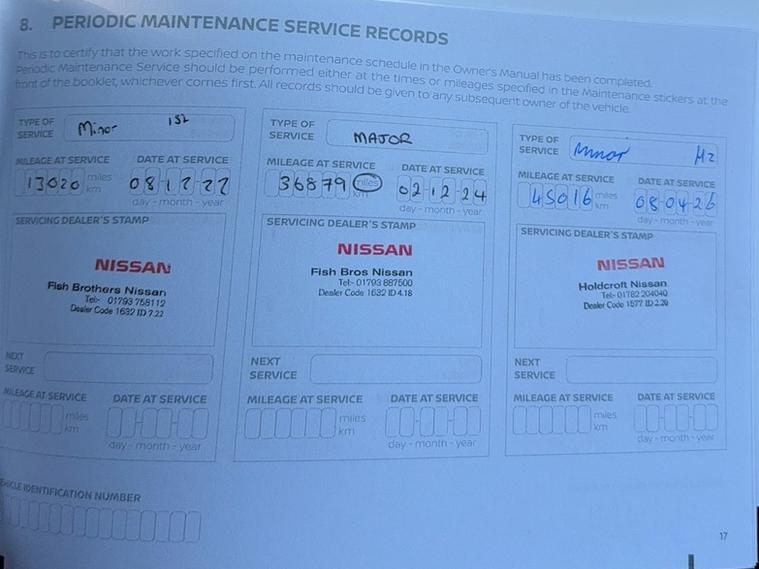 8. PERIODIC MAINTENANCE SERVICE RECORDS
This is to certify that the work specified on the maintenance schedule in the Owner's Manual has been completed.
Periodic Maintenance Service should be performed either at the times or mileages specified in the Maintenance stickers at the
front of the booklet, whichever comes first. All records should be given to any subsequent owner of the vehicle.
TYPE OF SERVICE Minor 1st
MILEAGE AT SERVICE DATE AT SERVICE
13020 miles km 08-12-22
day - month - year
SERVICING DEALER'S STAMP
NISSAN
Fish Brothers Nissan
Tel:- 01793 758112
Dealer Code 1632 ID 7.22
NEXT SERVICE
MILEAGE AT SERVICE DATE AT SERVICE
miles km
day - month - year
TYPE OF SERVICE MAJOR
MILEAGE AT SERVICE DATE AT SERVICE
36879 miles km 02-12-24
day - month - year
SERVICING DEALER'S STAMP
NISSAN
Fish Bros Nissan
Tel:- 01793 887500
Dealer Code 1632 ID 4.18
NEXT SERVICE
MILEAGE AT SERVICE DATE AT SERVICE
miles km
day - month - year
TYPE OF SERVICE Minor
MILEAGE AT SERVICE DATE AT SERVICE
45016 miles km 08-04-26
day - month - year
SERVICING DEALER'S STAMP
NISSAN
Holdcroft Nissan
Tel:- 01782 204040
Dealer Code 1577 ID 2.20
NEXT SERVICE
MILEAGE AT SERVICE DATE AT SERVICE
miles km
day - month - year
VEHICLE IDENTIFICATION NUMBER
17